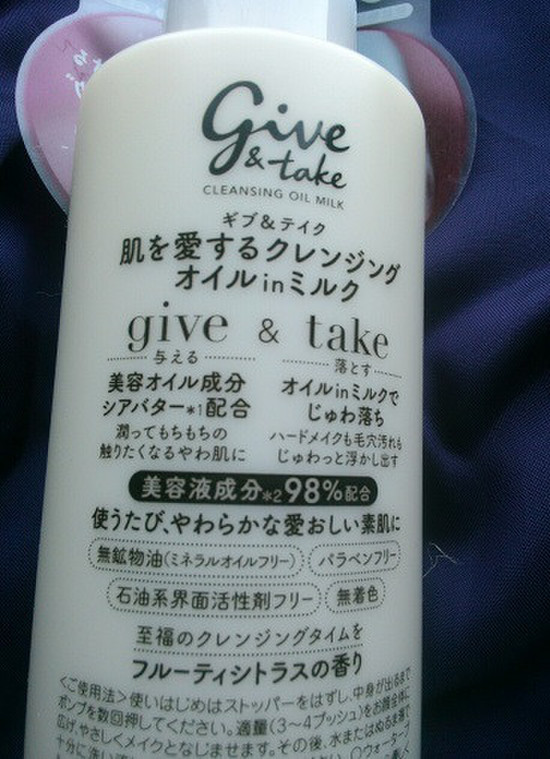 Give
&take
CLEANSING OIL MILK
ギブ&テイク
肌を愛するクレンジング
オイルinミルク
give & take
与える 落とす
美容オイル成分
シアバター*1配合
潤ってもちもちの
触りたくなるやわ肌に
オイルinミルクで
じゅわ落ち
ハードメイクも毛穴汚れも
じゅわっと浮かし出す
美容液成分*2 98%配合
使うたび、やわらかな愛おしい素肌に
無鉱物油(ミネラルオイルフリー) パラベンフリー
石油系界面活性剤フリー 無着色
至福のクレンジングタイムを
フルーティシトラスの香り
<ご使用法>使いはじめはストッパーをはずし、中身が出るまで
ポンプを数回押してください。適量(3〜4プッシュ)をお顔全体に
広げ、やさしくメイクとなじませます。その後、水またはぬるま湯で
十分に洗い